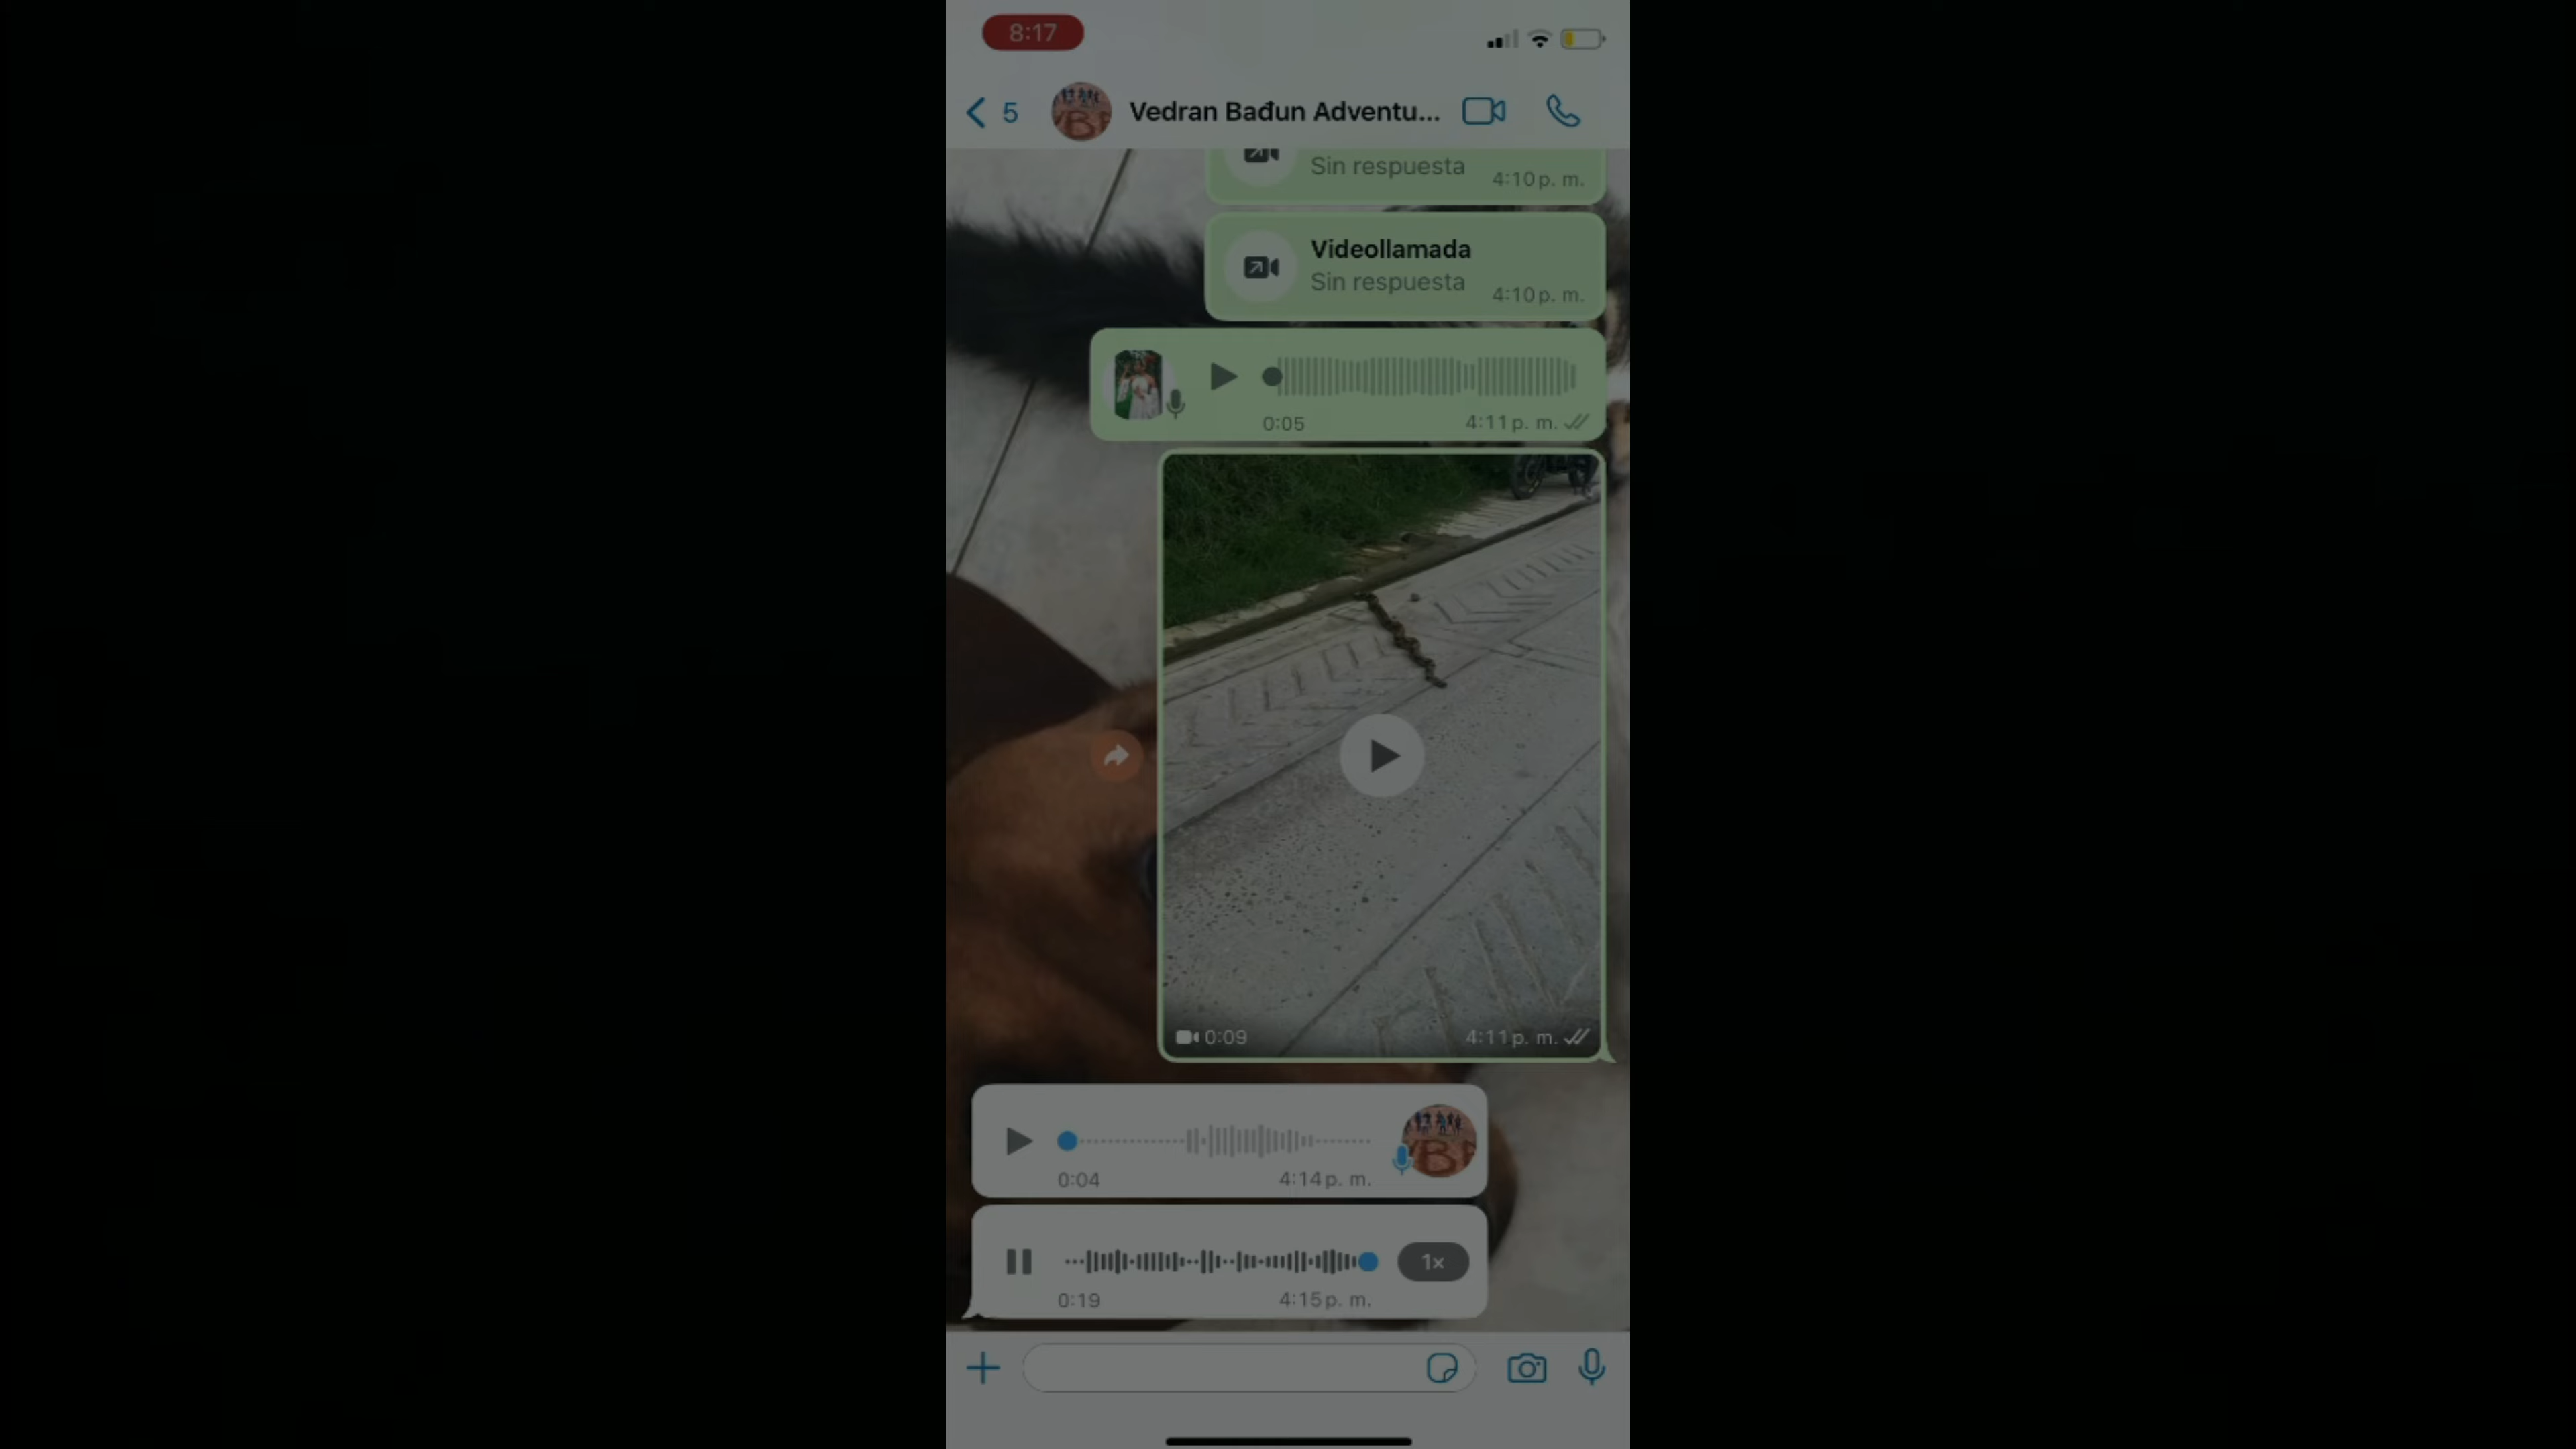 8:17
5
Vedran Bađun Adventu...
Sin respuesta
4:10 p. m.
Videollamada
Sin respuesta
4:10 p. m.
0:05
4:11 p. m.
0:09
4:11 p. m.
0:04
4:14 p. m.
1×
0:19
4:15 p. m.